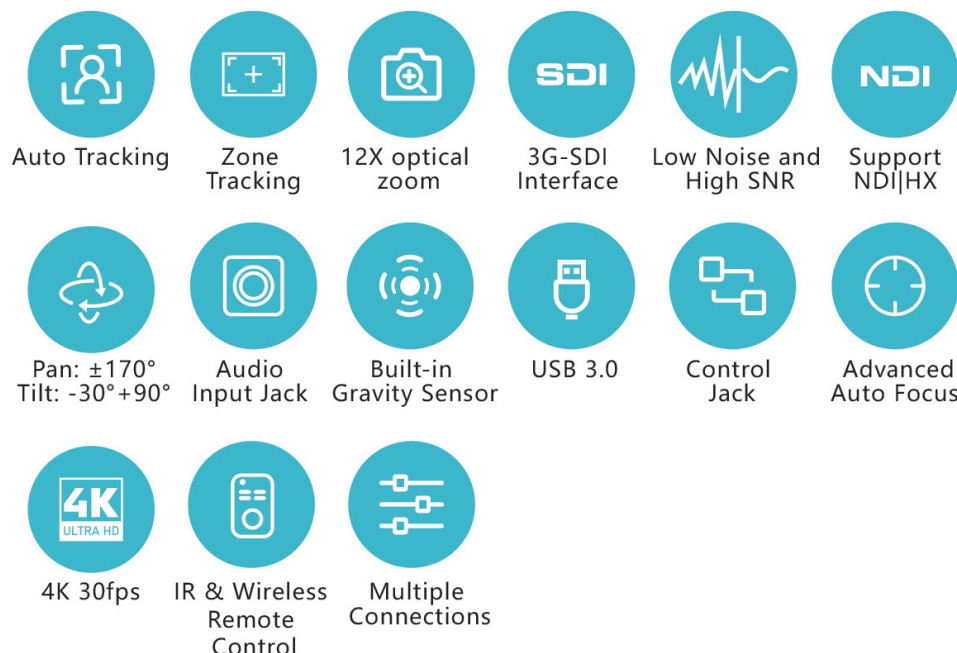 SDI
NDI
Auto Tracking
Zone
Tracking
12X optical
zoom
3G-SDI
Interface
Low Noise and
High SNR
Support
NDI|HX
Pan: ±170°
Tilt: -30°+90°
Audio
Input Jack
Built-in
Gravity Sensor
USB 3.0
Control
Jack
Advanced
Auto Focus
4K
ULTRA HD
4K 30fps
IR & Wireless
Remote
Control
Multiple
Connections